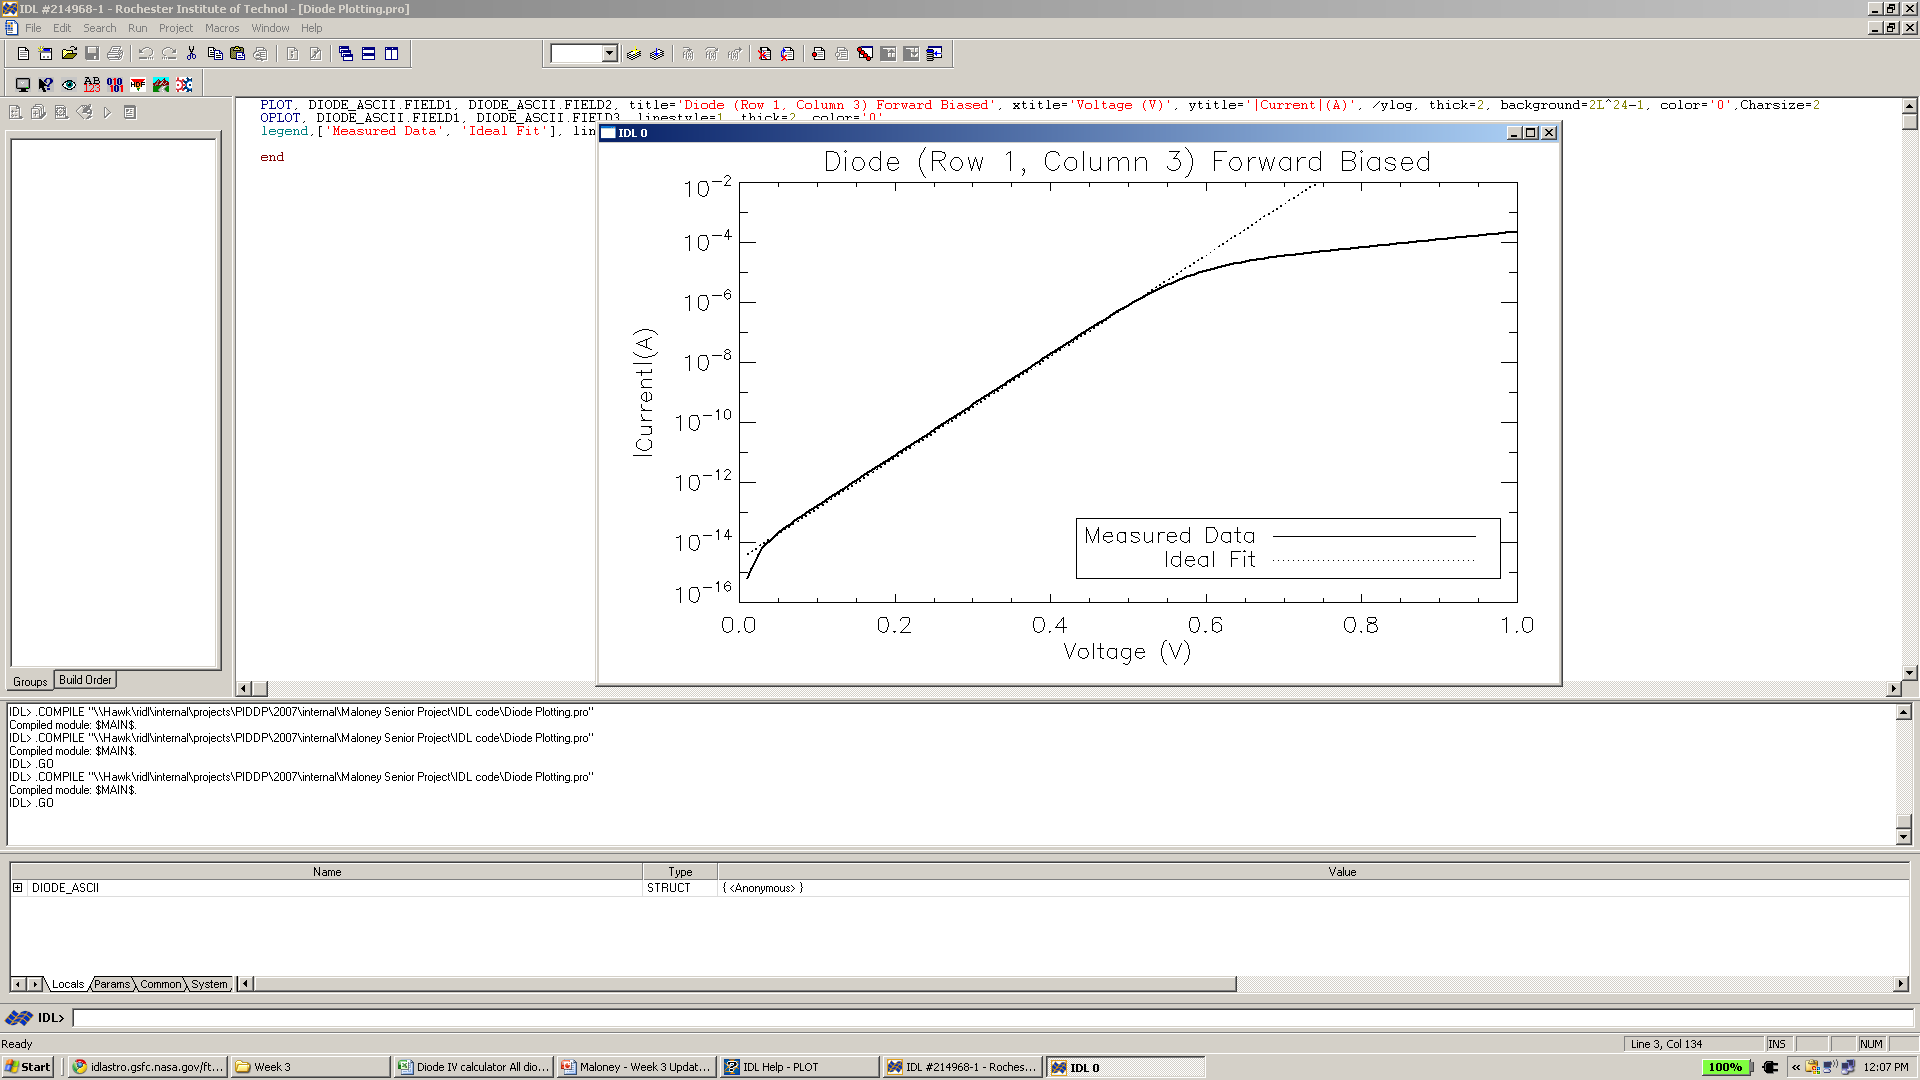 IDL #214968-1 - Rochester Institute of Technol - [Diode Plotting.pro]
File Edit Search Run Project Macros Window Help
PLOT, DIODE_ASCII.FIELD1, DIODE_ASCII.FIELD2, title='Diode (Row 1, Column 3) Forward Biased', xtitle='Voltage (V)', ytitle='|Current|(A)', /ylog, thick=2, background=2L^24-1, color='0',Charsize=2
OPLOT, DIODE_ASCII.FIELD1, DIODE_ASCII.FIELD3, linestyle=1, thick=2, color='0'
legend,['Measured Data', 'Ideal Fit'], lin
end
IDL 0
Diode (Row 1, Column 3) Forward Biased
10^-2
10^-4
10^-6
10^-8
10^-10
10^-12
10^-14
10^-16
|Current|(A)
Measured Data
Ideal Fit
0.0 0.2 0.4 0.6 0.8 1.0
Voltage (V)
Groups Build Order
IDL> .COMPILE "\\Hawk\ridl\internal\projects\PIDDP\2007\internal\Maloney Senior Project\IDL code\Diode Plotting.pro"
Compiled module: $MAIN$.
IDL> .COMPILE "\\Hawk\ridl\internal\projects\PIDDP\2007\internal\Maloney Senior Project\IDL code\Diode Plotting.pro"
Compiled module: $MAIN$.
IDL> .GO
IDL> .COMPILE "\\Hawk\ridl\internal\projects\PIDDP\2007\internal\Maloney Senior Project\IDL code\Diode Plotting.pro"
Compiled module: $MAIN$.
IDL> .GO
Name Type Value
DIODE_ASCII STRUCT { <Anonymous> }
Locals Params Common System
IDL>
Ready Line 3, Col 134 INS NUM
Start idlastro.gsfc.nasa.gov/ft... Week 3 Diode IV calculator All dio... Maloney - Week 3 Updat... IDL Help - PLOT IDL #214968-1 - Roches... IDL 0 100% « 12:07 PM